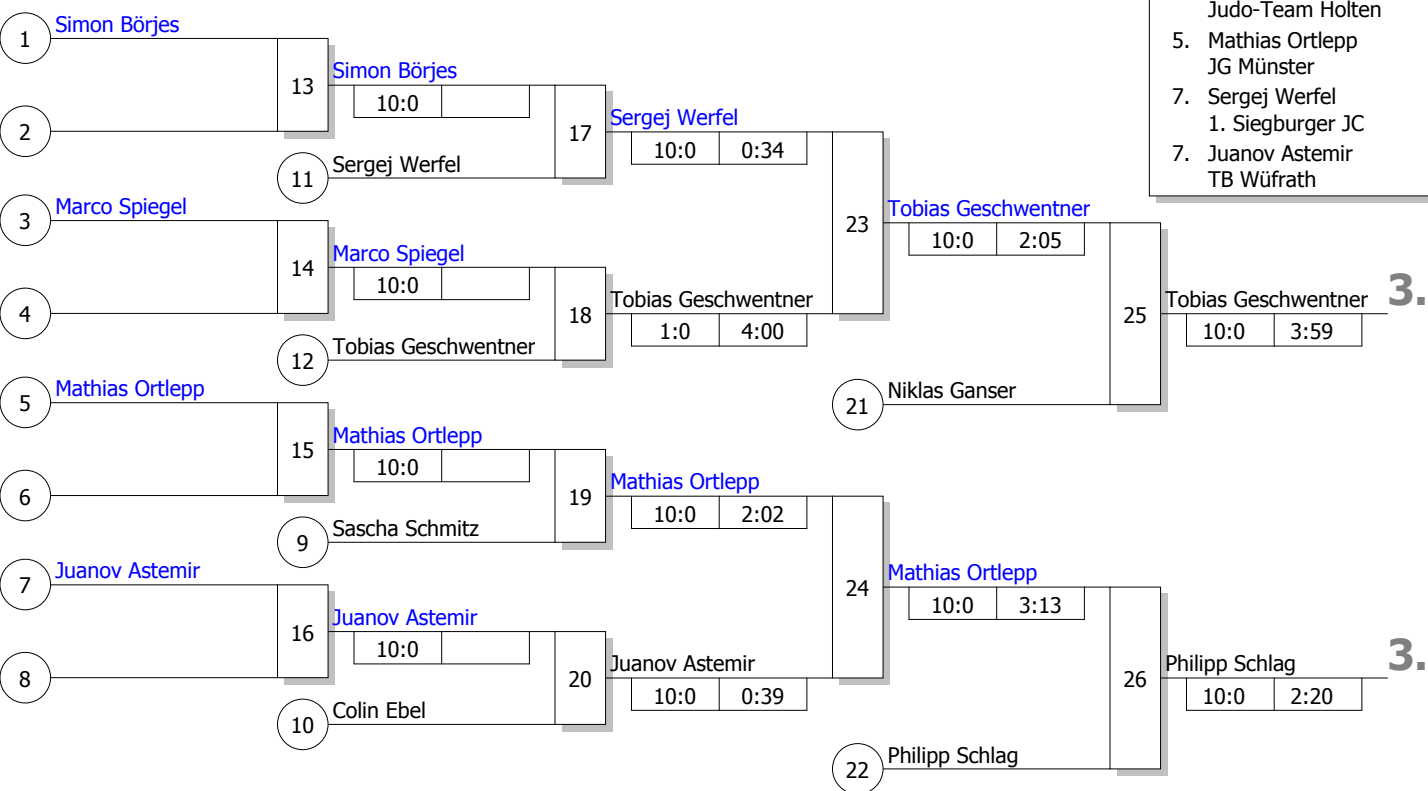 Judo-Team Holten
5. Mathias Ortlepp
JG Münster
7. Sergej Werfel
1. Siegburger JC
7. Juanov Astemir
TB Wüfrath
1 Simon Börjes
13 Simon Börjes
10:0
2
17 Sergej Werfel
10:0 0:34
11 Sergej Werfel
3 Marco Spiegel
23 Tobias Geschwentner
10:0 2:05
14 Marco Spiegel
10:0
4
18 Tobias Geschwentner
1:0 4:00
12 Tobias Geschwentner
25 Tobias Geschwentner 3.
10:0 3:59
5 Mathias Ortlepp
21 Niklas Ganser
15 Mathias Ortlepp
10:0
6
19 Mathias Ortlepp
10:0 2:02
9 Sascha Schmitz
7 Juanov Astemir
24 Mathias Ortlepp
10:0 3:13
16 Juanov Astemir
10:0
8
20 Juanov Astemir
10:0 0:39
10 Colin Ebel
26 Philipp Schlag 3.
10:0 2:20
22 Philipp Schlag